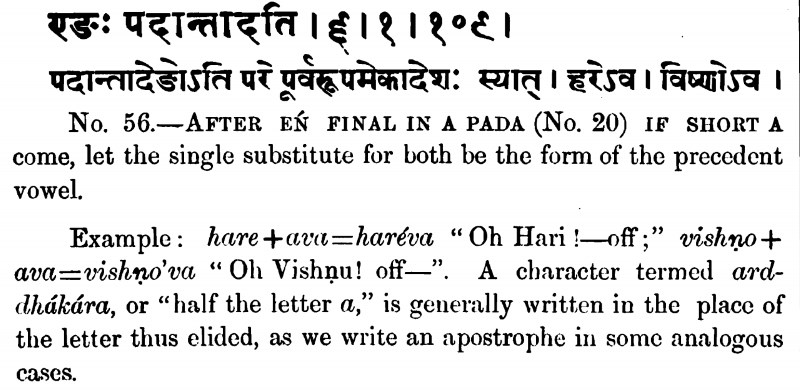 एङः पदान्तादति । ६ । १ । १०९ ।
पदान्तादेङोऽति परे पूर्वरूपमेकादेशः स्यात् । हरेऽव । विष्णोऽव ।
No. 56.—AFTER EŃ FINAL IN A PADA (No. 20) IF SHORT A
come, let the single substitute for both be the form of the precedent
vowel.
Example: hare+ava=haréva “Oh Hari!—off;” vishṇo+
ava=vishṇo’va “Oh Vishṇu! off—”. A character termed ard-
dhákára, or “half the letter a,” is generally written in the place of
the letter thus elided, as we write an apostrophe in some analogous
cases.